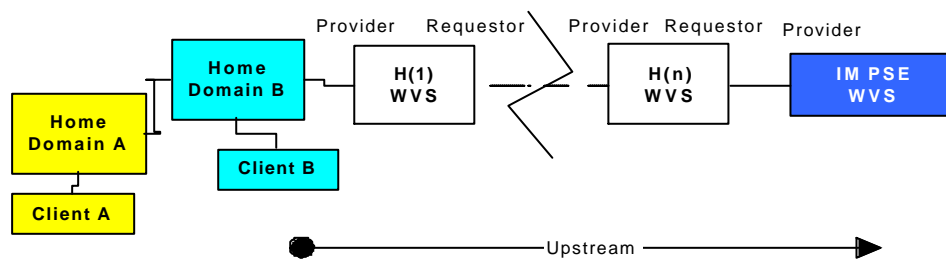 Provider Requestor Provider Requestor Provider
Home
Domain B
H(1)
WVS
H(n)
WVS
IM PSE
WVS
Home
Domain A
Client B
Client A
Upstream